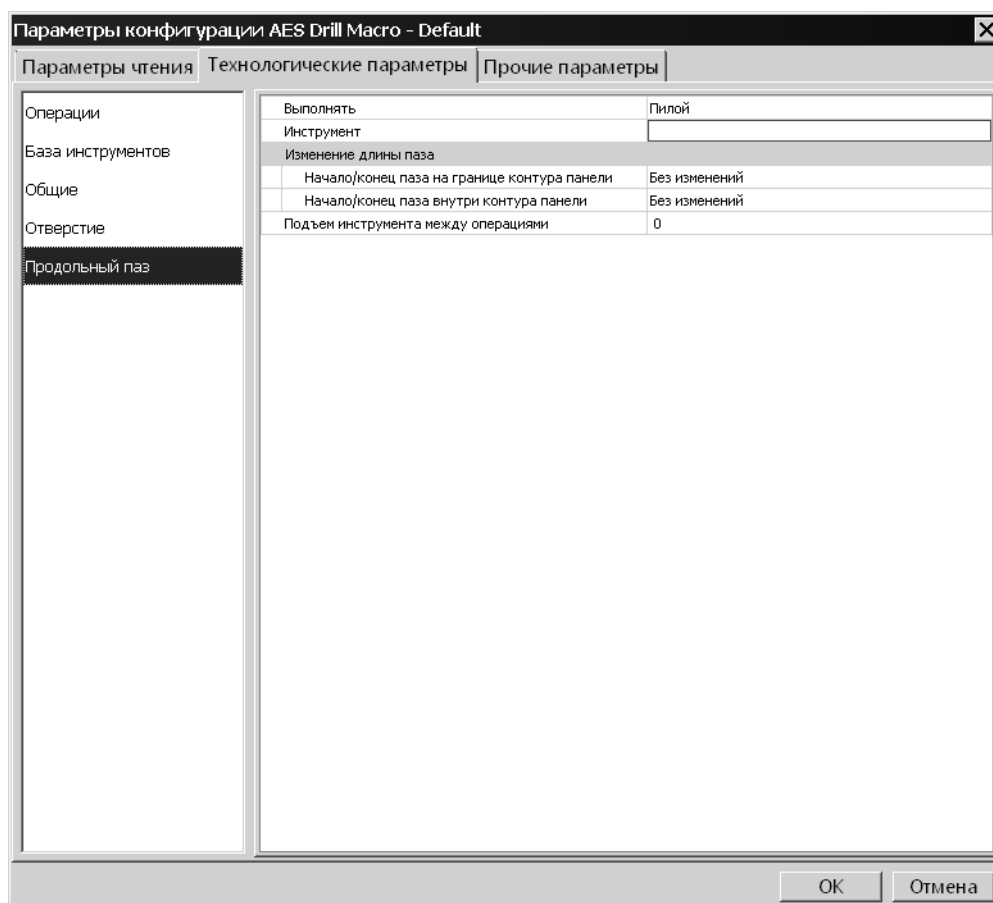 Параметры конфигурации AES Drill Macro - Default
Параметры чтения Технологические параметры Прочие параметры
Операции
База инструментов
Общие
Отверстие
Продольный паз
Выполнять Пилой
Инструмент
Изменение длины паза
Начало/конец паза на границе контура панели Без изменений
Начало/конец паза внутри контура панели Без изменений
Подъем инструмента между операциями 0
OK Отмена